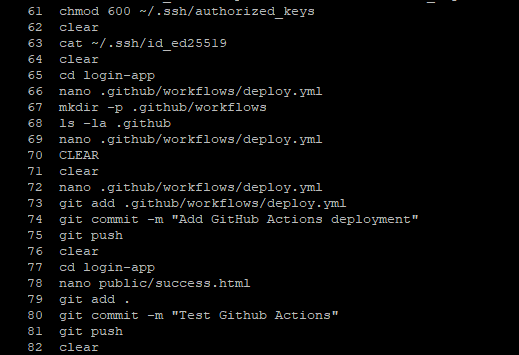 61 chmod 600 ~/.ssh/authorized_keys
62 clear
63 cat ~/.ssh/id_ed25519
64 clear
65 cd login-app
66 nano .github/workflows/deploy.yml
67 mkdir -p .github/workflows
68 ls -la .github
69 nano .github/workflows/deploy.yml
70 CLEAR
71 clear
72 nano .github/workflows/deploy.yml
73 git add .github/workflows/deploy.yml
74 git commit -m "Add GitHub Actions deployment"
75 git push
76 clear
77 cd login-app
78 nano public/success.html
79 git add .
80 git commit -m "Test Github Actions"
81 git push
82 clear